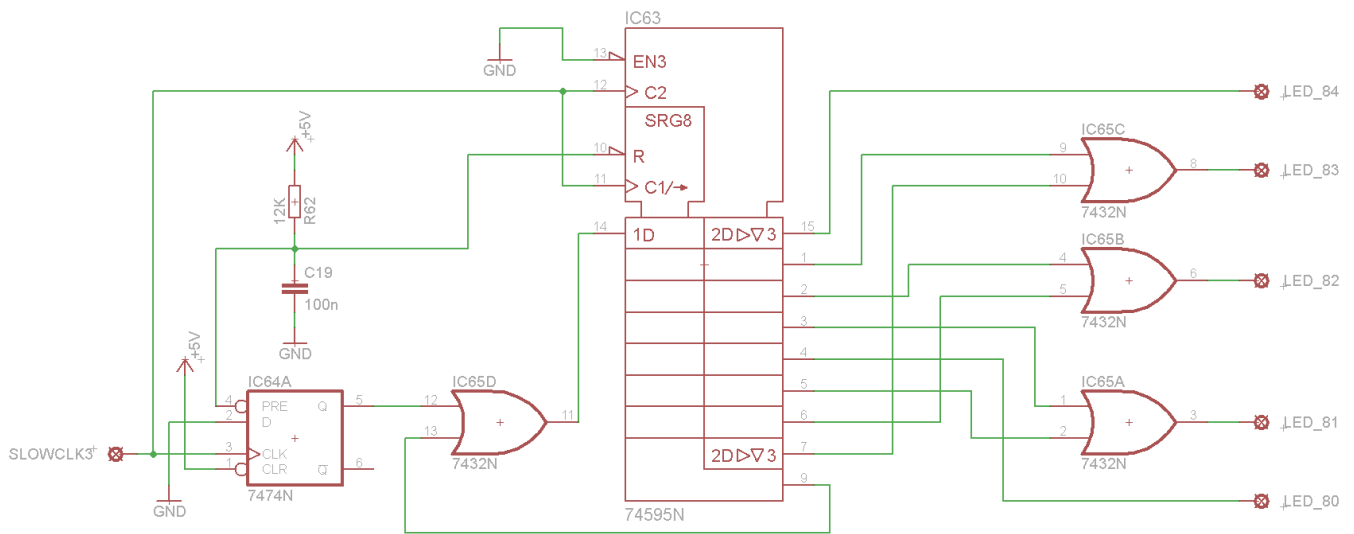 IC63
13
EN3
GND
12
C2
LED_84
SRG8
+5V
IC65C
9
8
LED_83
10
7432N
10
R
11
C1/
12K
R62
14
1D
2D
3
15
1
IC65B
4
6
LED_82
5
7432N
C19
100n
2
GND
3
+5V
4
IC64A
IC65D
5
IC65A
4
PRE
Q
5
12
11
6
1
3
LED_81
2
D
2
7432N
SLOWCLK3
3
CLK
13
7432N
2D
3
7
1
CLR
Q
6
9
LED_80
7474N
GND
74595N